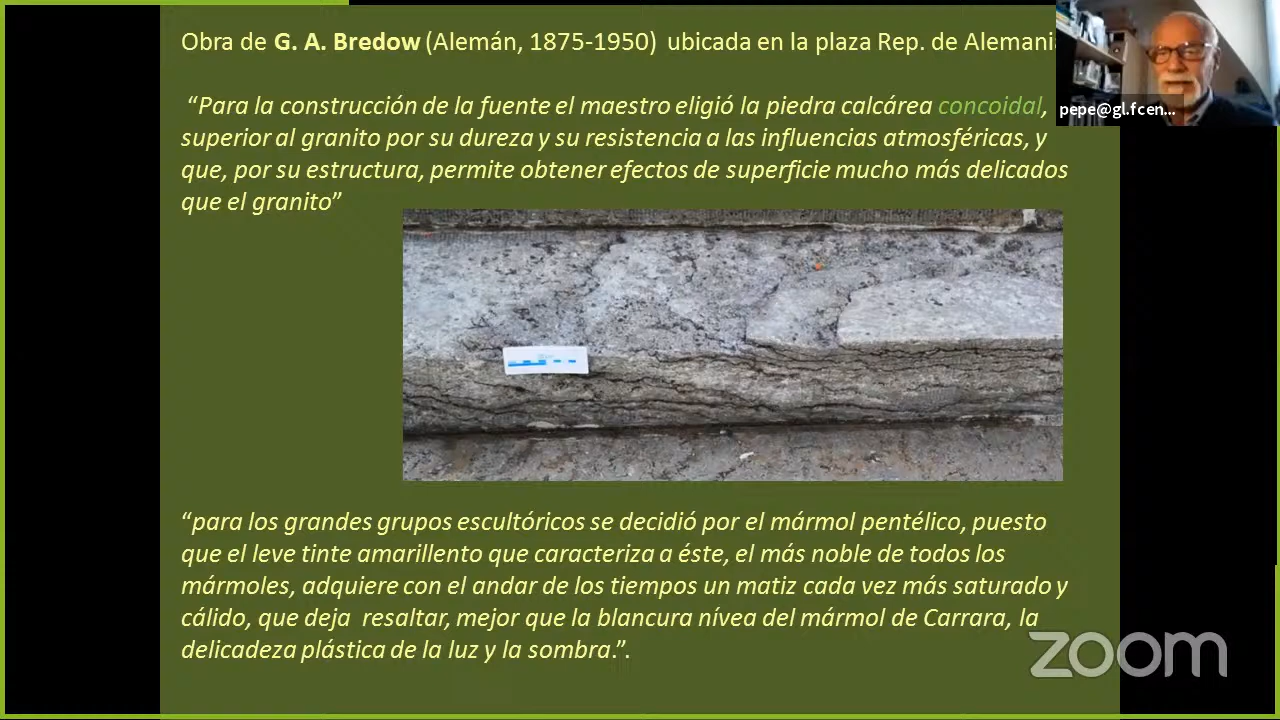 Obra de G. A. Bredow (Alemán, 1875-1950) ubicada en la plaza Rep. de Alemani
pepe@gl.fcen...
“Para la construcción de la fuente el maestro eligió la piedra calcárea concoidal,
superior al granito por su dureza y su resistencia a las influencias atmosféricas, y
que, por su estructura, permite obtener efectos de superficie mucho más delicados
que el granito”
“para los grandes grupos escultóricos se decidió por el mármol pentélico, puesto
que el leve tinte amarillento que caracteriza a éste, el más noble de todos los
mármoles, adquiere con el andar de los tiempos un matiz cada vez más saturado y
cálido, que deja  resaltar, mejor que la blancura nívea del mármol de Carrara, la
delicadeza plástica de la luz y la sombra.”.
zoom